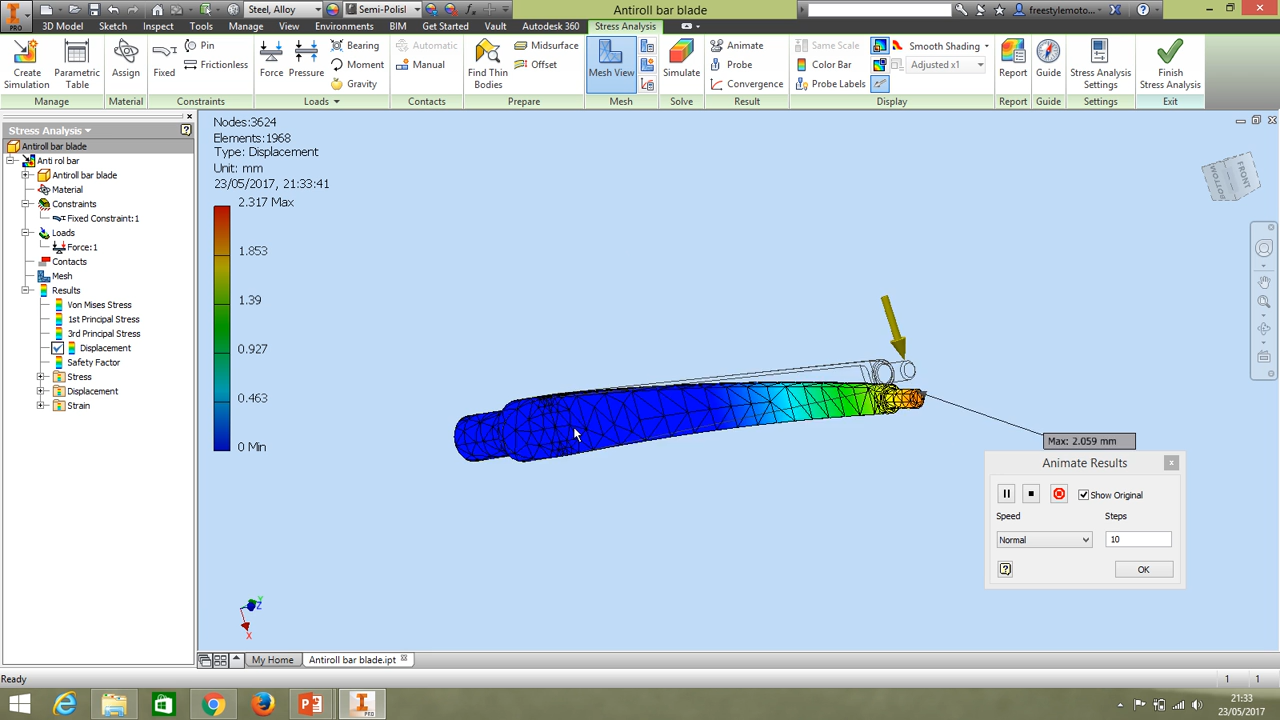 PRO
Steel, Alloy
Semi-Polisl
Antiroll bar blade
freestylemoto...
3D Model
Sketch
Inspect
Tools
Manage
View
Environments
BIM
Get Started
Vault
Autodesk 360
Stress Analysis
Create
Simulation
Parametric
Table
Manage
Assign
Material
Fixed
Pin
Frictionless
Constraints
Force
Pressure
Bearing
Moment
Gravity
Loads
Automatic
Manual
Contacts
Find Thin
Bodies
Midsurface
Offset
Prepare
Mesh View
Mesh
Simulate
Solve
Animate
Probe
Convergence
Result
Same Scale
Color Bar
Probe Labels
Smooth Shading
Adjusted x1
Display
Report
Report
Guide
Guide
Stress Analysis
Settings
Settings
Finish
Stress Analysis
Exit
Stress Analysis
Antiroll bar blade
Anti rol bar
Antiroll bar blade
Material
Constraints
Fixed Constraint:1
Loads
Force:1
Contacts
Mesh
Results
Von Mises Stress
1st Principal Stress
3rd Principal Stress
Displacement
Safety Factor
Stress
Displacement
Strain
Nodes:3624
Elements:1968
Type: Displacement
Unit: mm
23/05/2017, 21:33:41
2.317 Max
1.853
1.39
0.927
0.463
0 Min
BOTTOM
FRONT
Max: 2.059 mm
Animate Results
Show Original
Speed
Steps
Normal
10
OK
Y
Z
X
My Home
Antiroll bar blade.ipt
Ready
1
1
PRO
21:33
23/05/2017